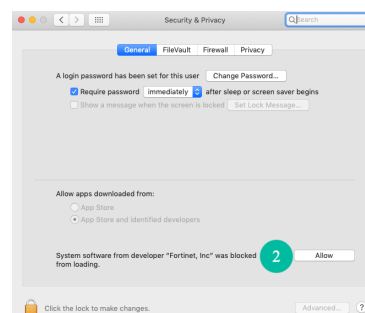 Security & Privacy
Search
General FileVault Firewall Privacy
A login password has been set for this user Change Password...
Require password immediately after sleep or screen saver begins
Show a message when the screen is locked Set Lock Message...
Allow apps downloaded from:
App Store
App Store and identified developers
System software from developer "Fortinet, Inc" was blocked 2 Allow
from loading.
Click the lock to make changes. Advanced... ?